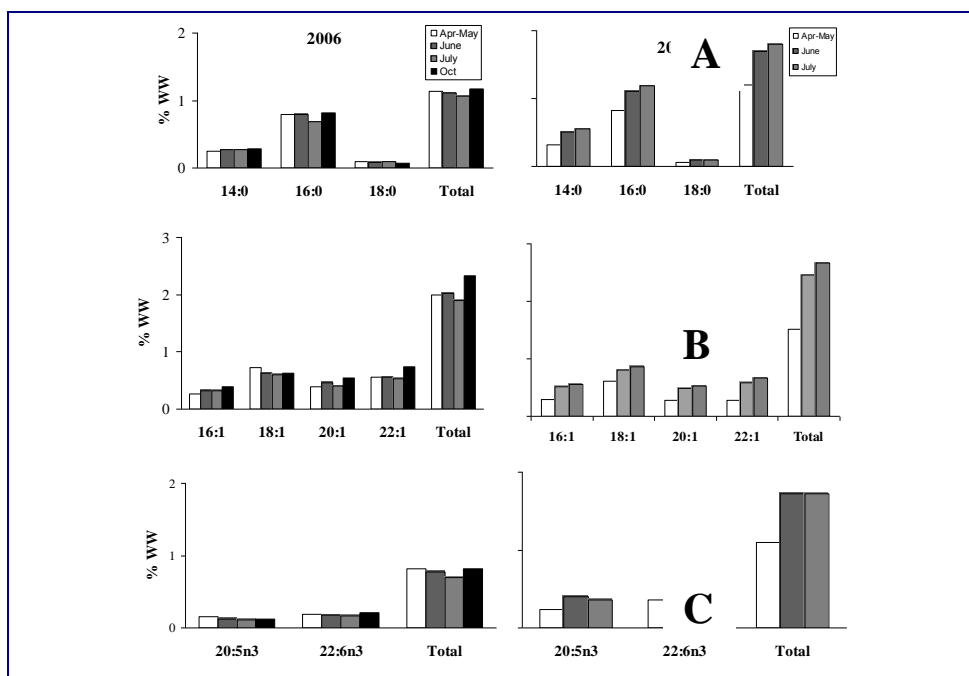 2006
Apr-May
June
July
Oct
2
1
0
% WW
14:0 16:0 18:0 Total
A
Apr-May
June
July
14:0 16:0 18:0 Total
3
2
1
0
% WW
16:1 18:1 20:1 22:1 Total
B
16:1 18:1 20:1 22:1 Total
2
1
0
% WW
20:5n3 22:6n3 Total
C
20:5n3 22:6n3 Total